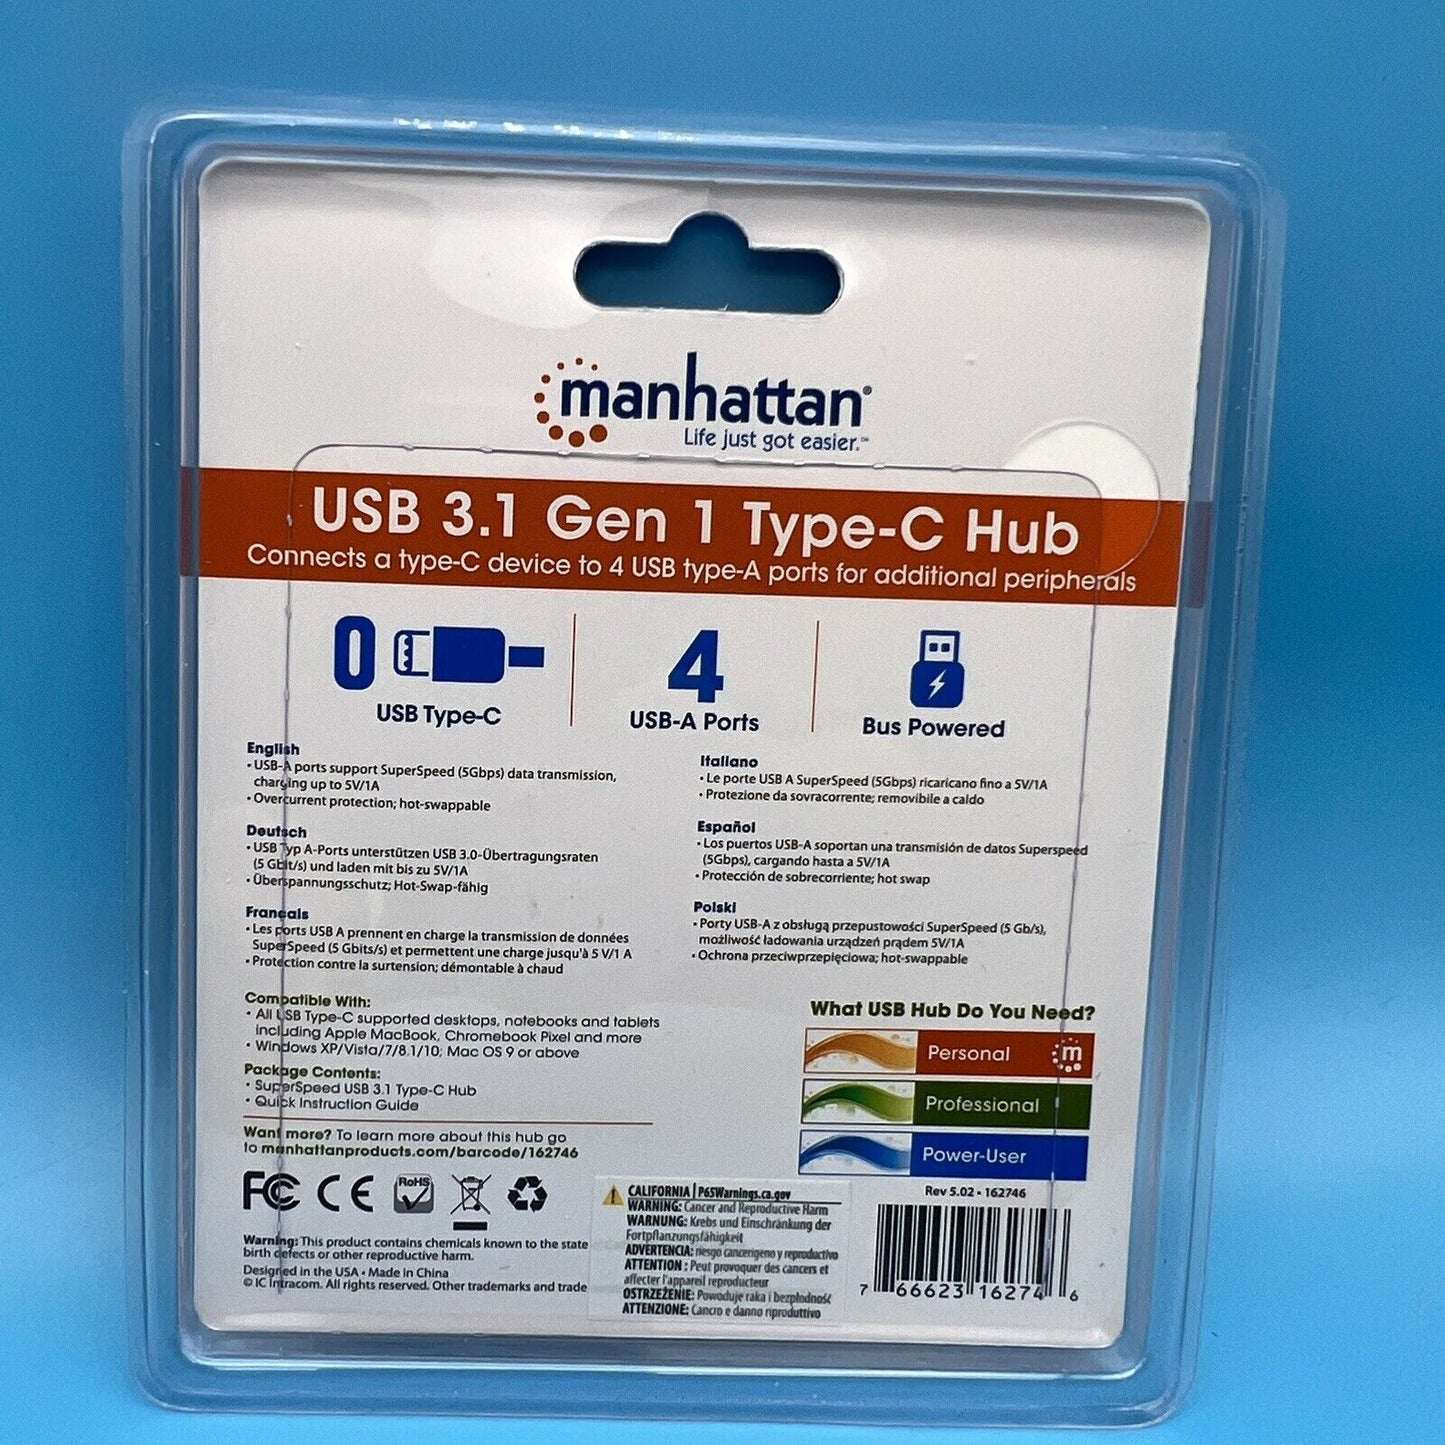 manhattan®
Life just got easier.™
USB 3.1 Gen 1 Type-C Hub
Connects a type-C device to 4 USB type-A ports for additional peripherals
0
USB Type-C
4
USB-A Ports
Bus Powered
English
• USB-A ports support SuperSpeed (5Gbps) data transmission,
charging up to 5V/1A
• Overcurrent protection; hot-swappable
Deutsch
• USB Typ A-Ports unterstützen USB 3.0-Übertragungsraten
(5 Gbit/s) und laden mit bis zu 5V/1A
• Überspannungsschutz; Hot-Swap-fähig
Français
• Les ports USB A prennent en charge la transmission de données
SuperSpeed (5 Gbits/s) et permettent une charge jusqu'à 5 V/1 A
• Protection contre la surtension; démontable à chaud
Italiano
• Le porte USB A SuperSpeed (5Gbps) ricaricano fino a 5V/1A
• Protezione da sovracorrente; removibile a caldo
Español
• Los puertos USB-A soportan una transmisión de datos Superspeed
(5Gbps), cargando hasta a 5V/1A
• Protección de sobrecorriente; hot swap
Polski
• Porty USB-A z obsługą przepustowości SuperSpeed (5 Gb/s),
możliwość ładowania urządzeń prądem 5V/1A
• Ochrona przeciwprzepięciowa; hot-swappable
Compatible With:
• All USB Type-C supported desktops, notebooks and tablets
including Apple MacBook, Chromebook Pixel and more
• Windows XP/Vista/7/8.1/10; Mac OS 9 or above
Package Contents:
• SuperSpeed USB 3.1 Type-C Hub
• Quick Instruction Guide
Want more? To learn more about this hub go
to manhattanproducts.com/barcode/162746
What USB Hub Do You Need?
Personal m
Professional
Power-User
Rev 5.02 • 162746
FC CE RoHS
Warning: This product contains chemicals known to the state
birth defects or other reproductive harm.
Designed in the USA • Made in China
© IC Intracom. All rights reserved. Other trademarks and trade
CALIFORNIA | P65Warnings.ca.gov
WARNING: Cancer and Reproductive Harm
WARNUNG: Krebs und Einschränkung der
Fortpflanzungsfähigkeit
ADVERTENCIA: riesgo cancerigeno y reproductivo
ATTENTION : Peut provoquer des cancers et
affecter l'appareil reproducteur
OSTRZEŻENIE: Powoduje raka i bezpłodność
ATTENZIONE: Cancro e danno riproduttivo
7 66623 16274 6